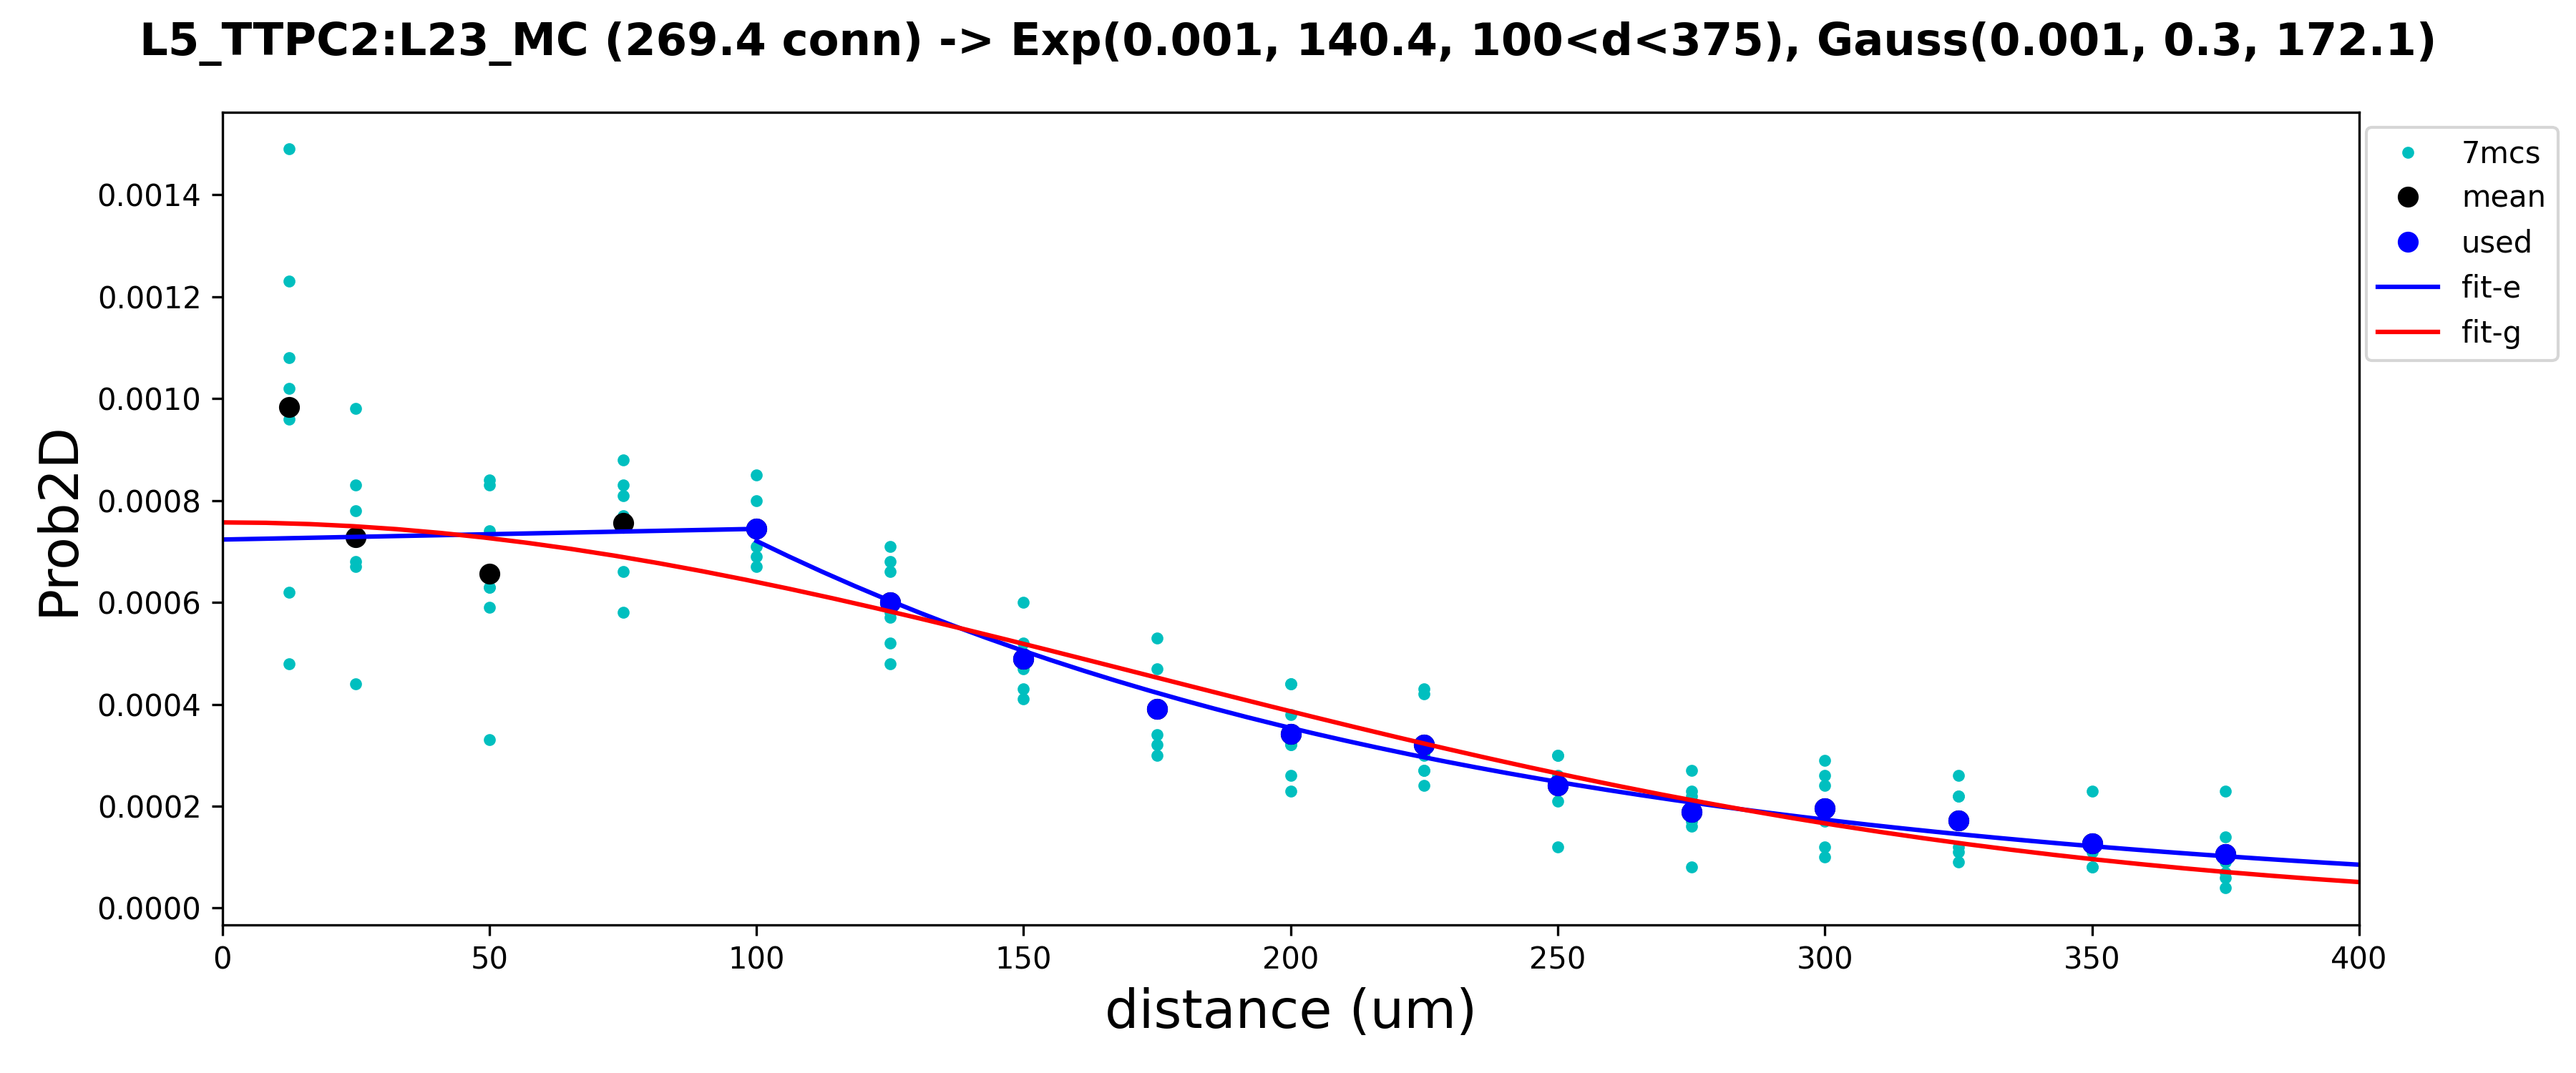 L5_TTPC2:L23_MC (269.4 conn) -> Exp(0.001, 140.4, 100<d<375), Gauss(0.001, 0.3, 172.1)
7mcs
mean
used
fit-e
fit-g
Prob2D
0.0014
0.0012
0.0010
0.0008
0.0006
0.0004
0.0002
0.0000
0 50 100 150 200 250 300 350 400
distance (um)